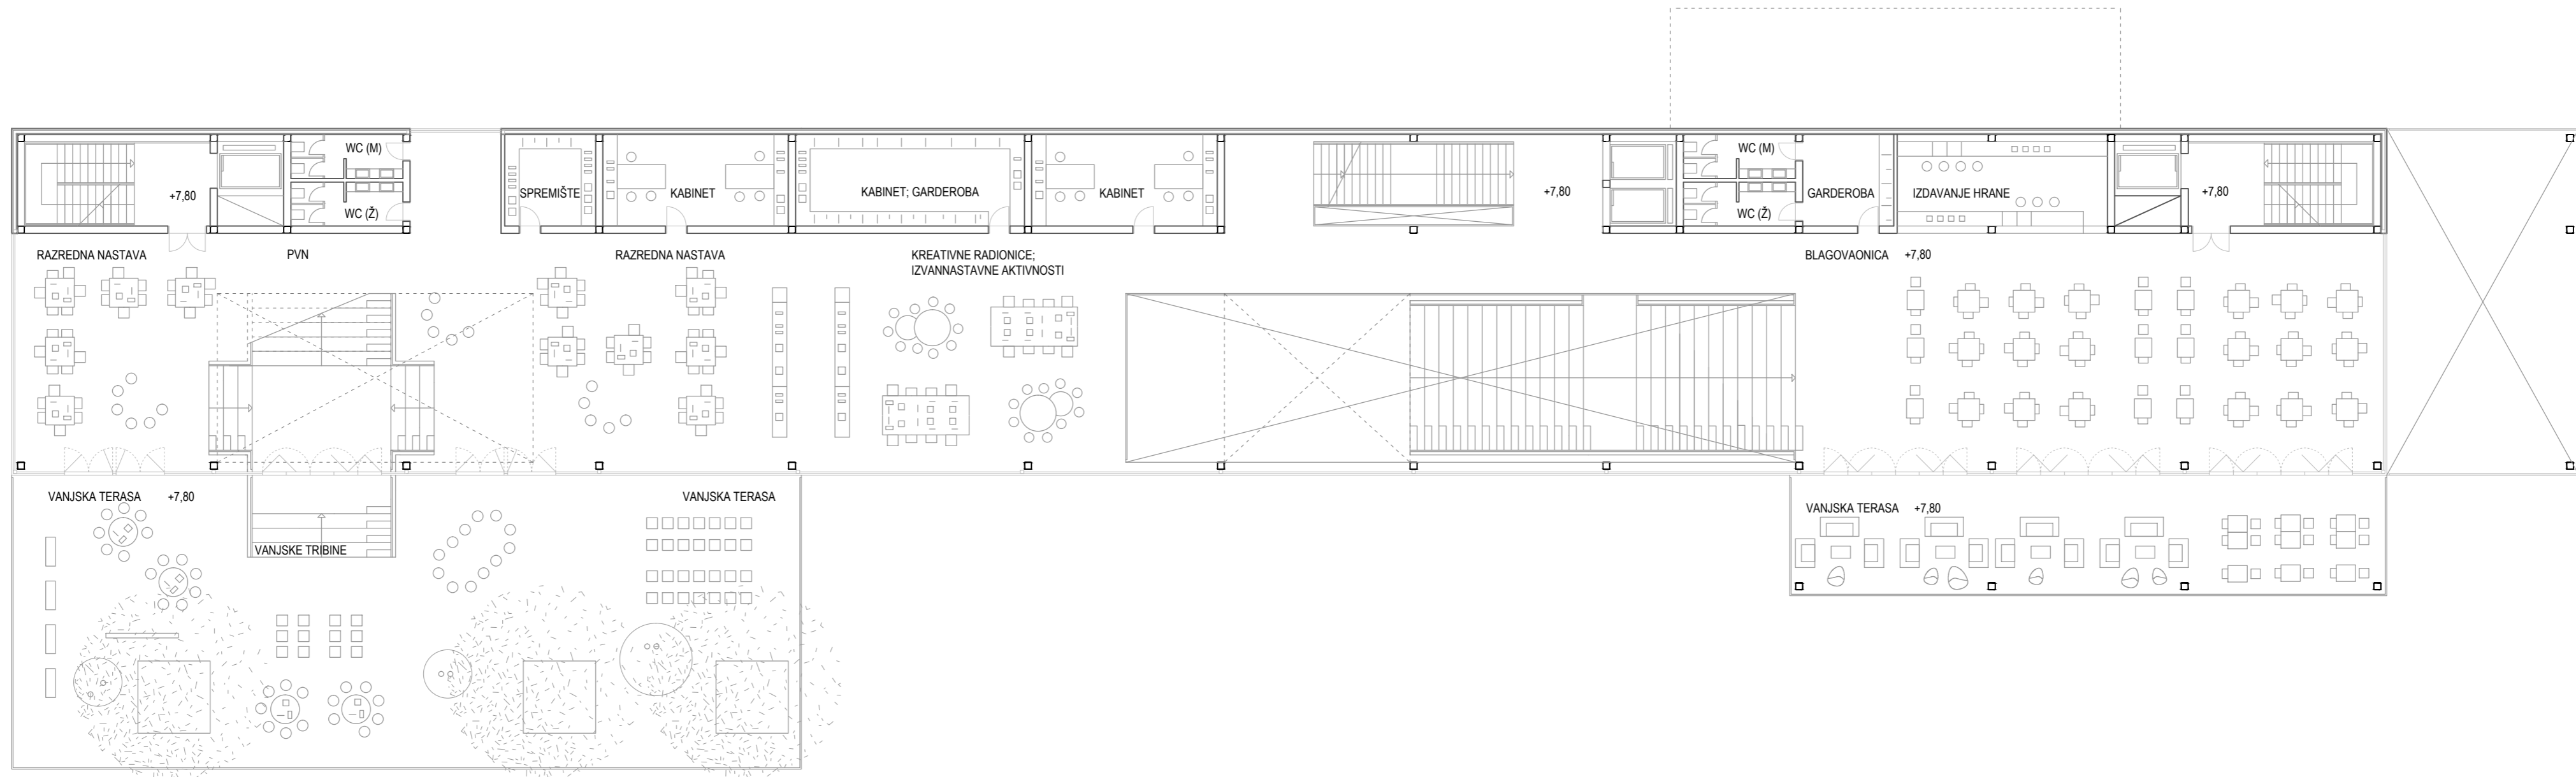 WC (M)
WC (Ž)
+7,80
SPREMIŠTE
KABINET
KABINET; GARDEROBA
KABINET
+7,80
WC (M)
WC (Ž)
GARDEROBA
IZDAVANJE HRANE
+7,80
RAZREDNA NASTAVA
PVN
RAZREDNA NASTAVA
KREATIVNE RADIONICE;
IZVANNASTAVNE AKTIVNOSTI
BLAGOVAONICA +7,80
VANJSKA TERASA +7,80
VANJSKE TRIBINE
VANJSKA TERASA
VANJSKA TERASA +7,80